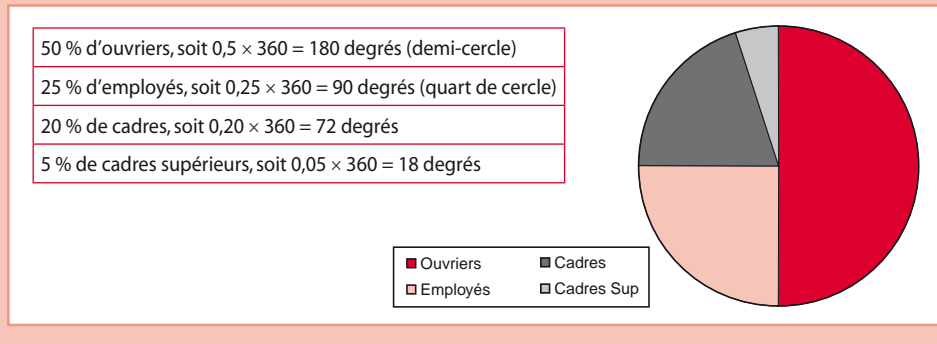 50 % d'ouvriers, soit 0,5 × 360 = 180 degrés (demi-cercle)
25 % d'employés, soit 0,25 × 360 = 90 degrés (quart de cercle)
20 % de cadres, soit 0,20 × 360 = 72 degrés
5 % de cadres supérieurs, soit 0,05 × 360 = 18 degrés
Ouvriers Cadres
Employés Cadres Sup